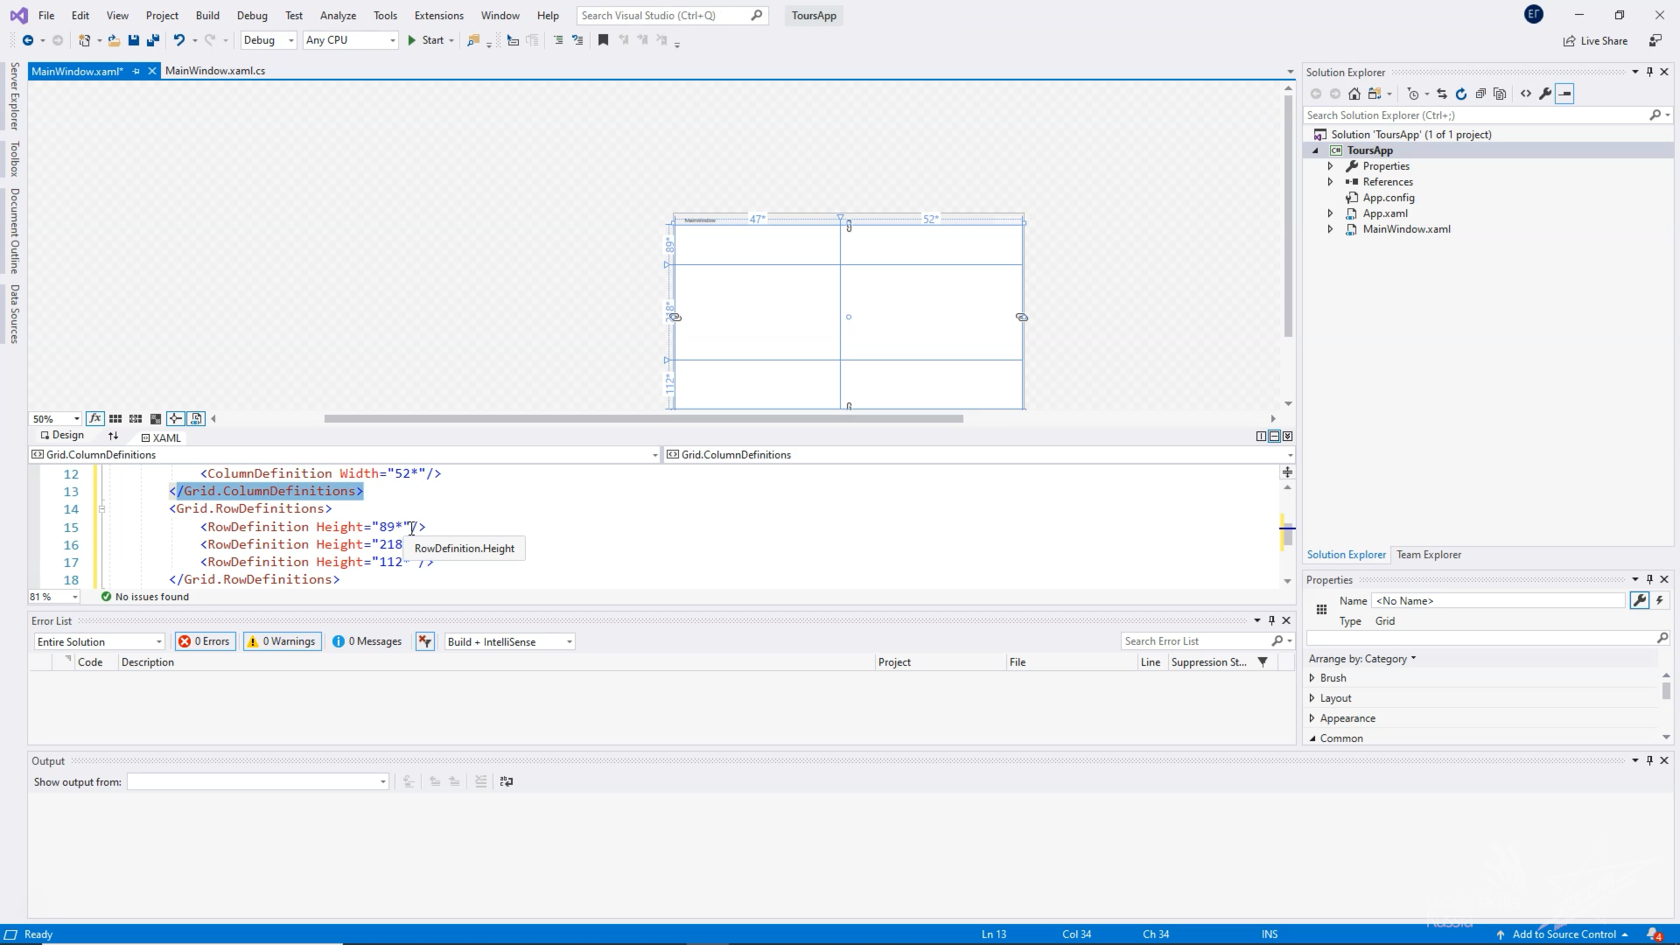 File Edit View Project Build Debug Test Analyze Tools Extensions Window Help Search Visual Studio (Ctrl+Q) ToursApp ЕГ
Debug Any CPU Start Live Share
MainWindow.xaml* MainWindow.xaml.cs
Server Explorer
Toolbox
Document Outline
Data Sources
MainWindow 47* 52*
89*
218*
112*
50% fx
Design XAML
Grid.ColumnDefinitions Grid.ColumnDefinitions
12 <ColumnDefinition Width="52*"/>
13 </Grid.ColumnDefinitions>
14 <Grid.RowDefinitions>
15 <RowDefinition Height="89*"/>
16 <RowDefinition Height="218
RowDefinition.Height
17 <RowDefinition Height="112*"/>
18 </Grid.RowDefinitions>
81 % No issues found
Error List
Entire Solution 0 Errors 0 Warnings 0 Messages Build + IntelliSense Search Error List
Code Description Project File Line Suppression St...
Output
Show output from:
Solution Explorer
Search Solution Explorer (Ctrl+;)
Solution 'ToursApp' (1 of 1 project)
C# ToursApp
Properties
References
App.config
App.xaml
MainWindow.xaml
Solution Explorer Team Explorer
Properties
Name <No Name>
Type Grid
Arrange by: Category
Brush
Layout
Appearance
Common
Russia
Ready Ln 13 Col 34 Ch 34 INS Add to Source Control 4